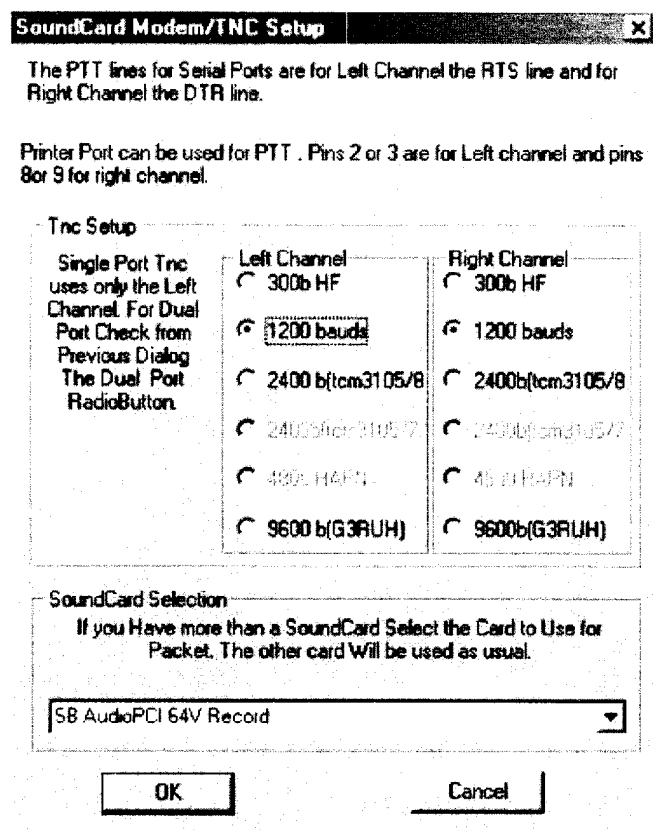 SoundCard Modem/TNC Setup
The PTT lines for Serial Ports are for Left Channel the RTS line and for
Right Channel the DTR line.
Printer Port can be used for PTT . Pins 2 or 3 are for Left channel and pins
8or 9 for right channel.
Tnc Setup
Single Port Tnc
uses only the Left
Channel. For Dual
Port Check from
Previous Dialog
The Dual Port
RadioButton.
Left Channel
300b HF
1200 bauds
2400 b(tcm3105/8
9600 b(G3RUH)
Right Channel
300b HF
1200 bauds
2400b(tcm3105/8
9600b(G3RUH)
SoundCard Selection
If you Have more than a SoundCard Select the Card to Use for
Packet. The other card Will be used as usual.
SB AudioPCI 64V Record
OK
Cancel